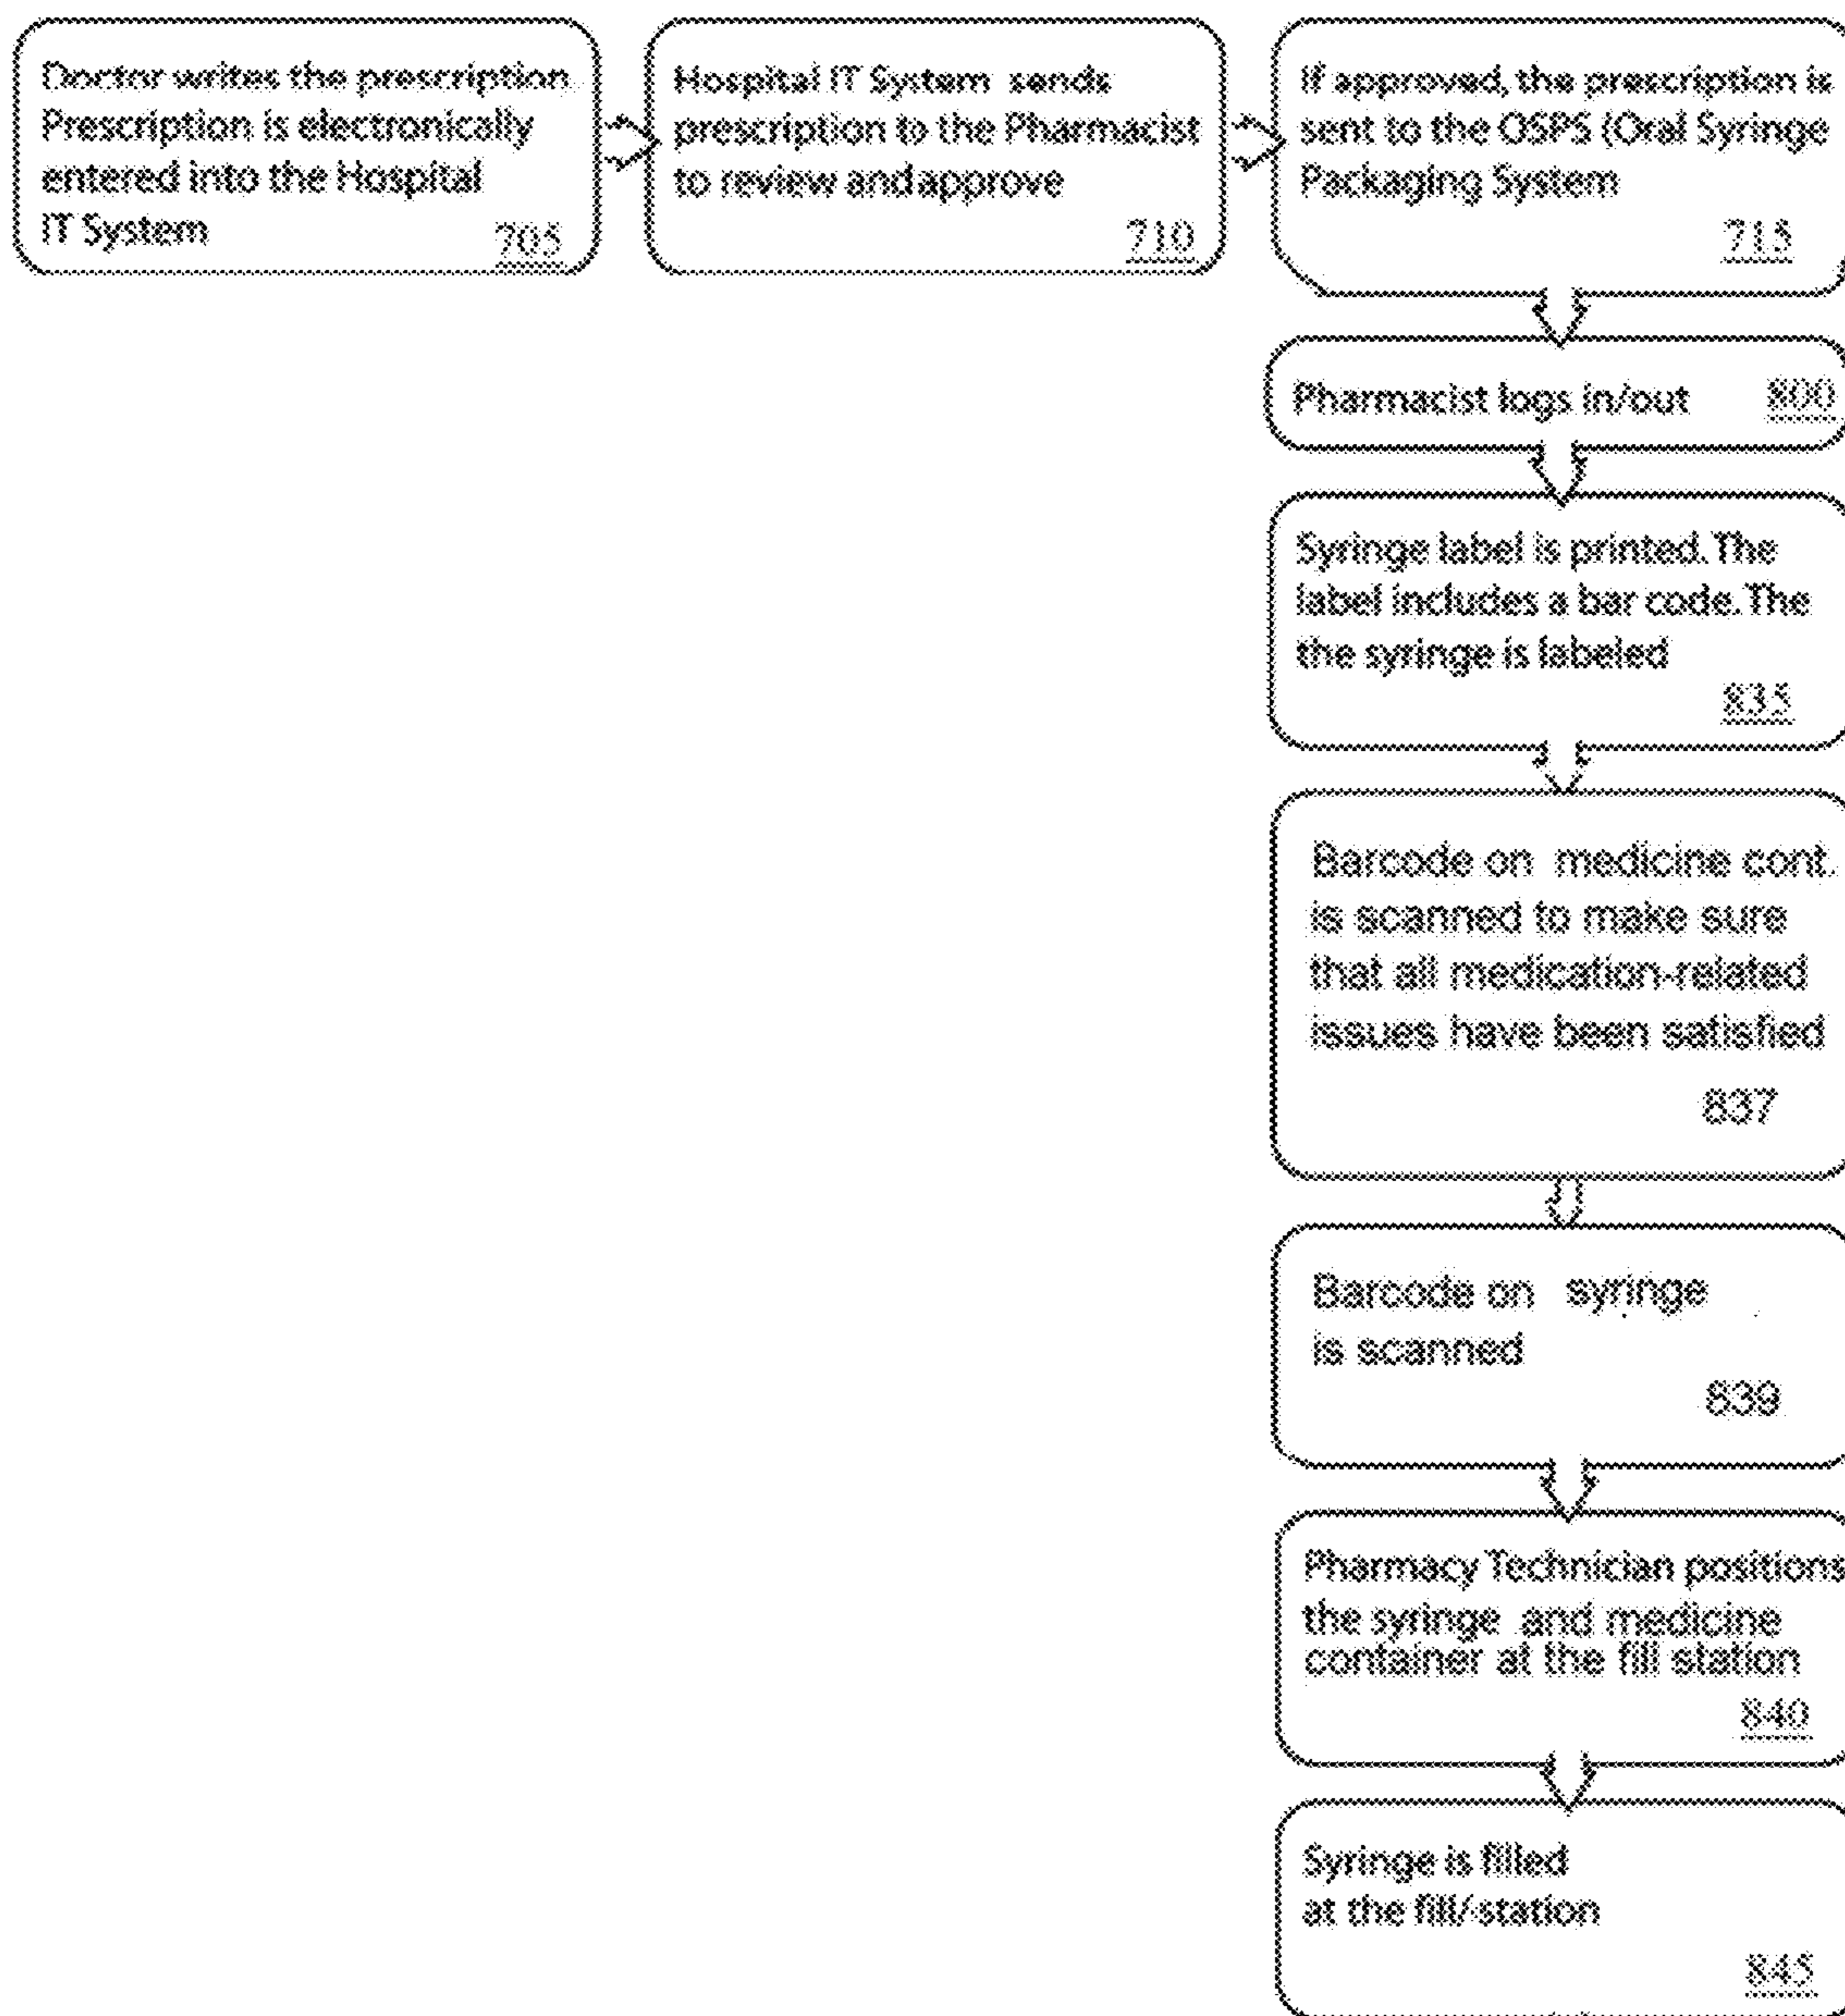 Doctor writes the prescription
Prescription is electronically
entered into the Hospital
IT System
705
Hospital IT System sends
prescription to the Pharmacist
to review and approve
710
If approved, the prescription is
sent to the OSPS (Oral Syringe
Packaging System
715
Pharmacist logs in/out 800
Syringe label is printed. The
label includes a bar code. The
the syringe is labeled
835
Barcode on medicine cont.
is scanned to make sure
that all medication-related
issues have been satisfied
837
Barcode on syringe
is scanned
839
Pharmacy Technician positions
the syringe and medicine
container at the fill station
840
Syringe is filled
at the fill/station
845